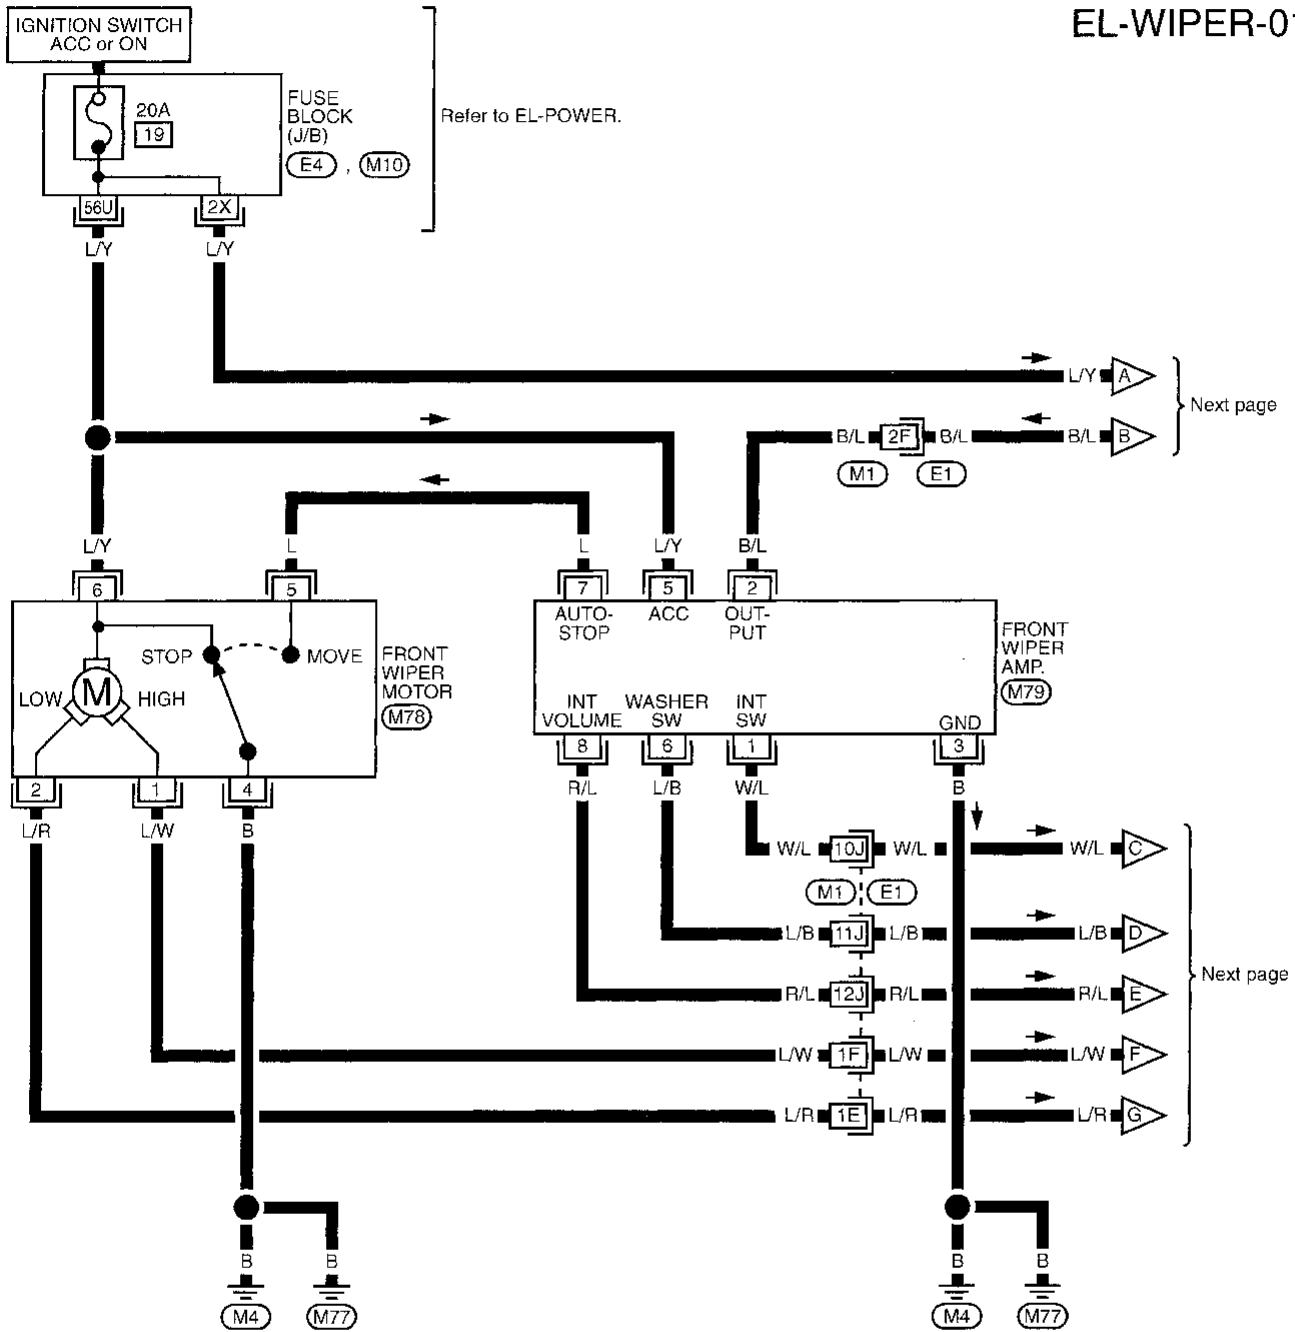 EL-WIPER-01
IGNITION SWITCH
ACC or ON
20A
19
FUSE
BLOCK
(J/B)
E4 , M10
Refer to EL-POWER.
56U 2X
L/Y L/Y
L/Y A
Next page
B/L 2F B/L B/L B
M1 E1
L/Y L L L/Y B/L
6 5 7 5 2
AUTO-
STOP
ACC
OUT-
PUT
STOP MOVE
FRONT
WIPER
MOTOR
M78
LOW M HIGH
FRONT
WIPER
AMP.
M79
INT
VOLUME
WASHER
SW
INT
SW
GND
8 6 1 3
2 1 4
R/L L/B W/L B
L/R L/W B
W/L 10J W/L W/L C
M1 E1
L/B 11J L/B L/B D
Next page
R/L 12J R/L R/L E
L/W 1F L/W L/W F
L/R 1E L/R L/R G
B B B B
M4 M77 M4 M77